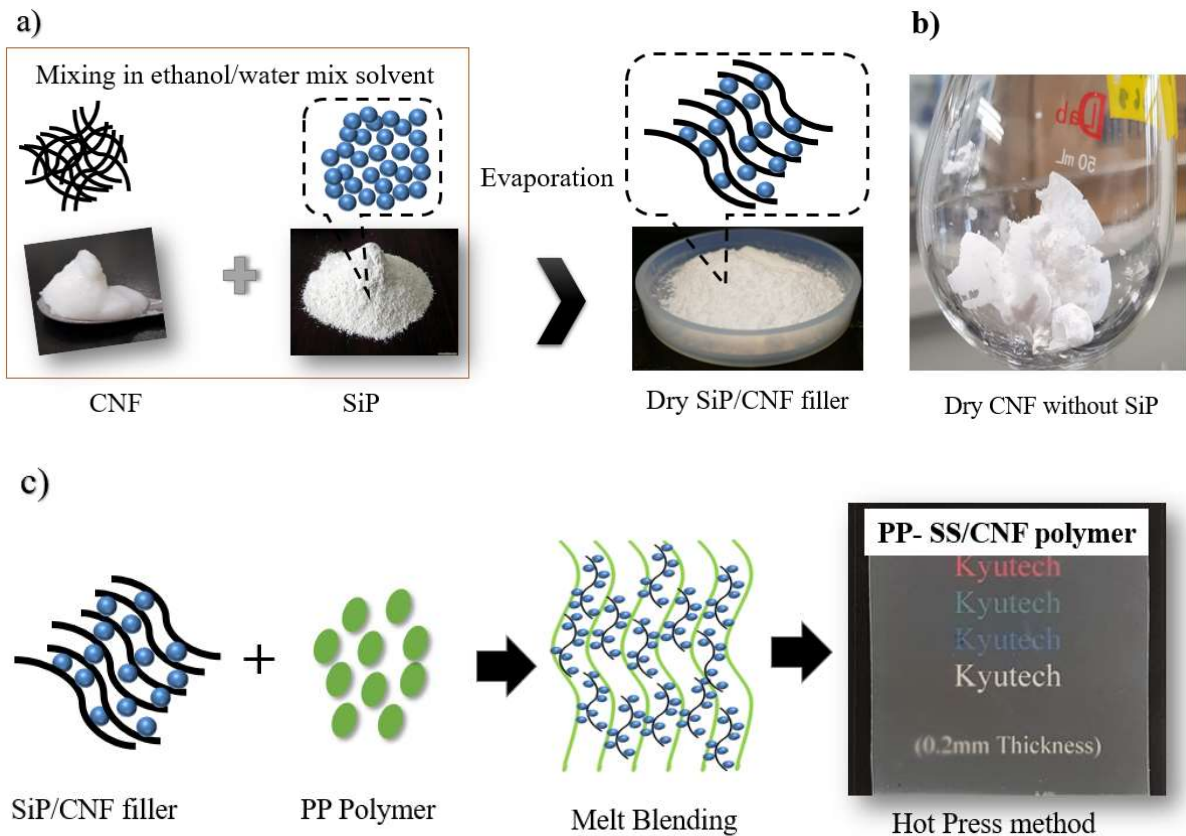 a)
Mixing in ethanol/water mix solvent
Evaporation
CNF
SiP
Dry SiP/CNF filler
b)
50 mL
Dry CNF without SiP
c)
PP- SS/CNF polymer
Kyutech
Kyutech
Kyutech
Kyutech
(0.2mm Thickness)
SiP/CNF filler
PP Polymer
Melt Blending
Hot Press method